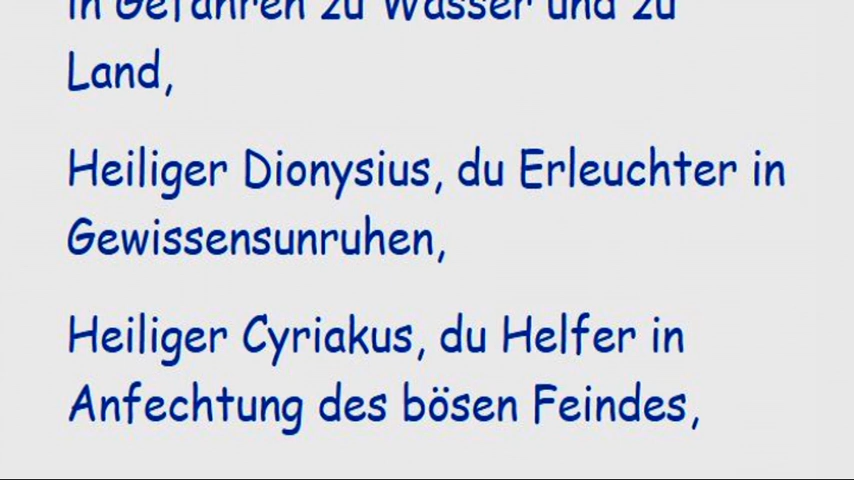 in Gefahren zu Wasser und zu
Land,
Heiliger Dionysius, du Erleuchter in
Gewissensunruhen,
Heiliger Cyriakus, du Helfer in
Anfechtung des bösen Feindes,